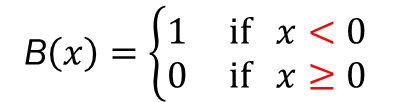 B(x) = {1 if x < 0
0 if x ≥ 0